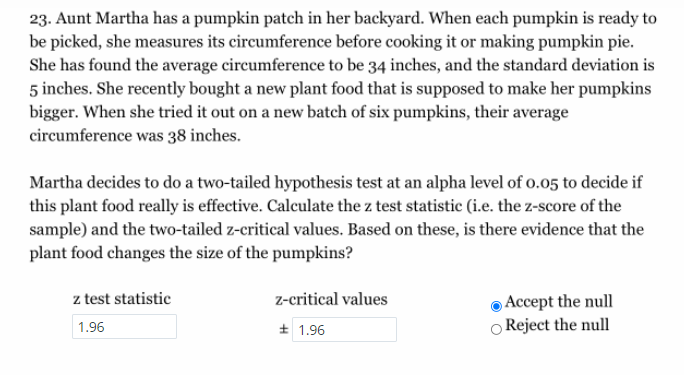 23. Aunt Martha has a pumpkin patch in her backyard. When each pumpkin is ready to
be picked, she measures its circumference before cooking it or making pumpkin pie.
She has found the average circumference to be 34 inches, and the standard deviation is
5 inches. She recently bought a new plant food that is supposed to make her pumpkins
bigger. When she tried it out on a new batch of six pumpkins, their average
circumference was 38 inches.
Martha decides to do a two-tailed hypothesis test at an alpha level of 0.05 to decide if
this plant food really is effective. Calculate the z test statistic (i.e. the z-score of the
sample) and the two-tailed z-critical values. Based on these, is there evidence that the
plant food changes the size of the pumpkins?
z test statistic z-critical values Accept the null
1.96 ± 1.96 Reject the null